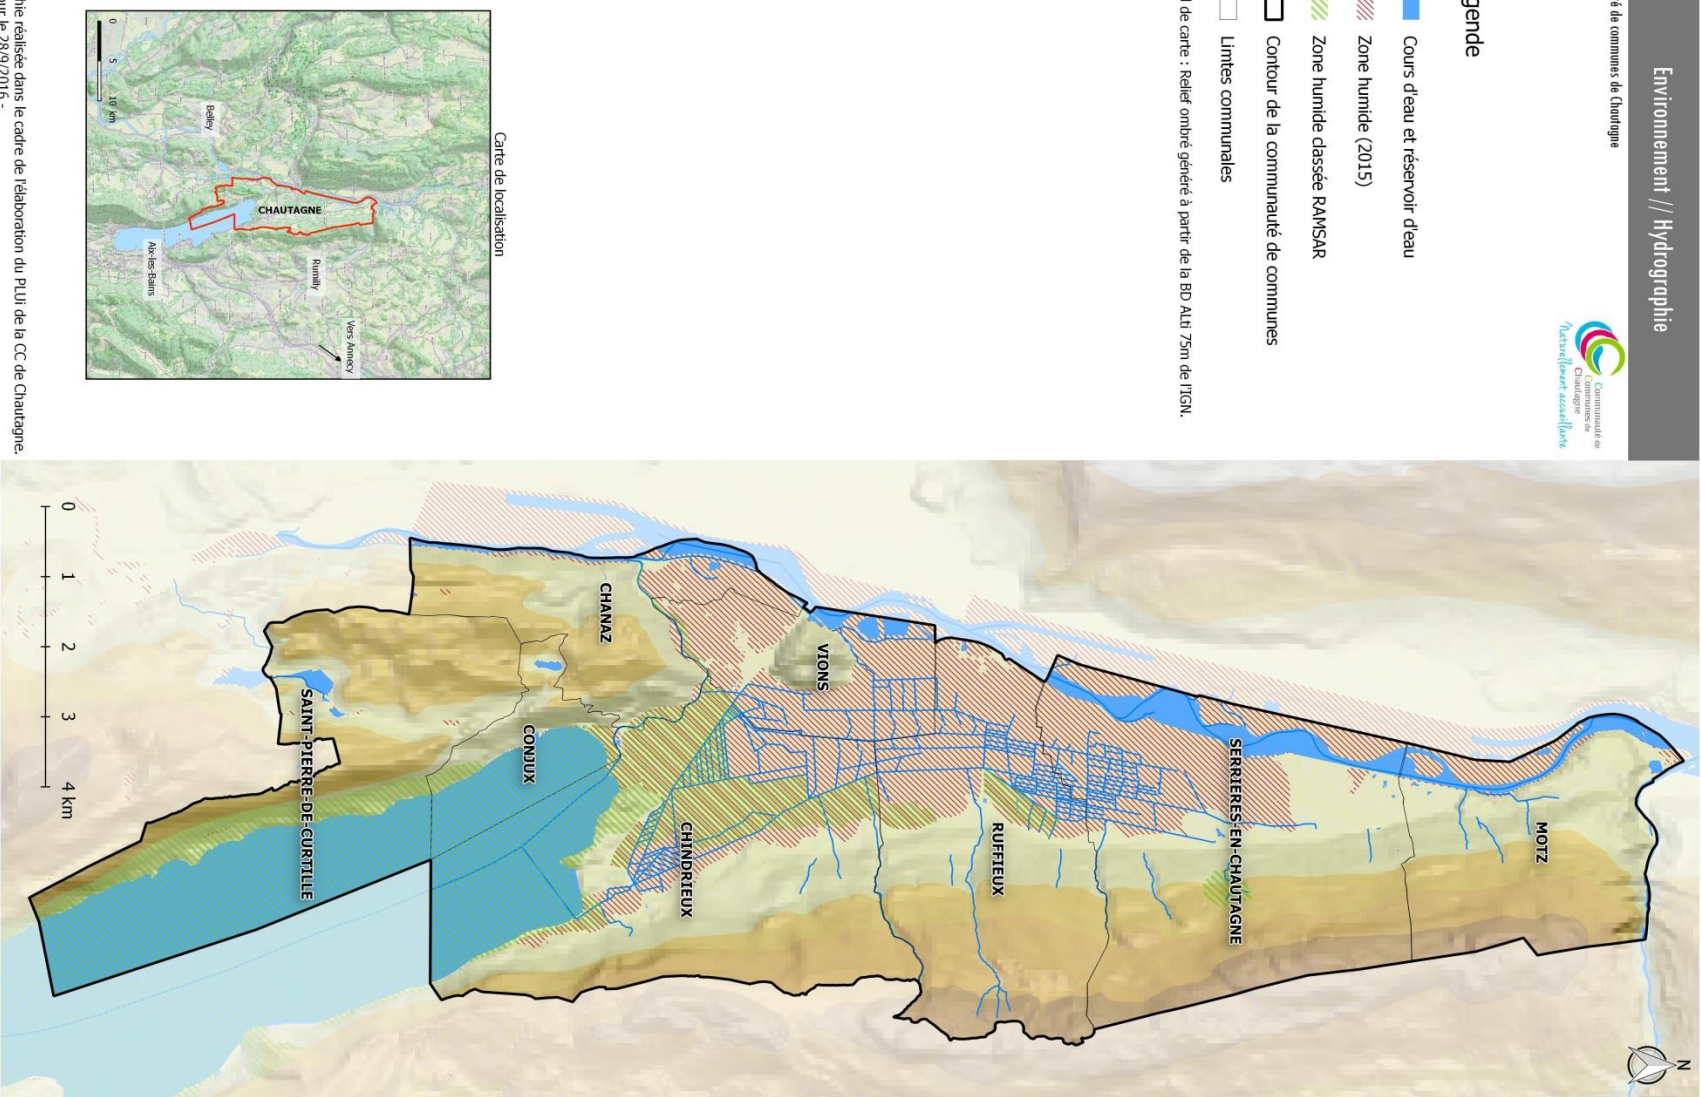 Environnement // Hydrographie
é de communes de Chautagne
Communauté de
Communes de
Chautagne
Naturellement accueillante
gende
Cours d'eau et réservoir d'eau
Zone humide (2015)
Zone humide classée RAMSAR
Contour de la communauté de communes
Limtes communales
l de carte : Relief ombré généré à partir de la BD ALti 75m de l'IGN.
Carte de localisation
Vers Annecy
Rumilly
CHAUTAGNE
Belley
Aix-les-Bains
0 5 10 km
hie réalisée dans le cadre de l'élaboration du PLUi de la CC de Chautagne.
our le 28/9/2016 -
N
MOTZ
SERRIERES-EN-CHAUTAGNE
RUFFIEUX
VIONS
CHINDRIEUX
CHANAZ
CONJUX
SAINT-PIERRE-DE-CURTILLE
0 1 2 3 4 km